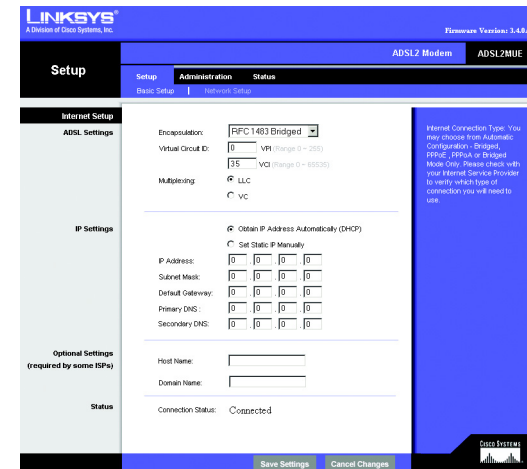 LINKSYS®
A Division of Cisco Systems, Inc.
Firmware Version: 3.4.0.
ADSL2 Modem ADSL2MUE
Setup
Setup Administration Status
Basic Setup | Network Setup
Internet Setup
ADSL Settings
Encapsulation: RFC 1483 Bridged
Virtual Circuit ID: 0 VPI (Range 0 ~ 255)
35 VCI (Range 0 ~ 65535)
Multiplexing: LLC
VC
IP Settings
Obtain IP Address Automatically (DHCP)
Set Static IP Manually
IP Address: 0 . 0 . 0 . 0
Subnet Mask: 0 . 0 . 0 . 0
Default Gateway: 0 . 0 . 0 . 0
Primary DNS : 0 . 0 . 0 . 0
Secondary DNS: 0 . 0 . 0 . 0
Optional Settings
(required by some ISPs)
Host Name:
Domain Name:
Status
Connection Status: Connected
Internet Connection Type: You
may choose from Automatic
Configuration - Bridged,
PPPoE , PPPoA or Bridged
Mode Only. Please check with
your Internet Service Provider
to verify which type of
connection you will need to
use.
Save Settings Cancel Changes
CISCO SYSTEMS